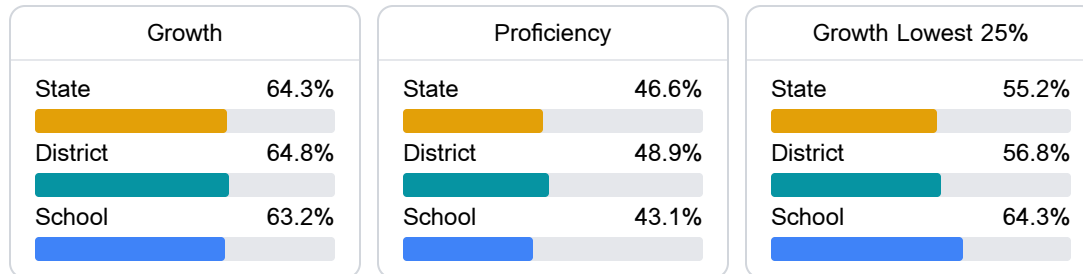 Growth
State 64.3%
District 64.8%
School 63.2%
Proficiency
State 46.6%
District 48.9%
School 43.1%
Growth Lowest 25%
State 55.2%
District 56.8%
School 64.3%